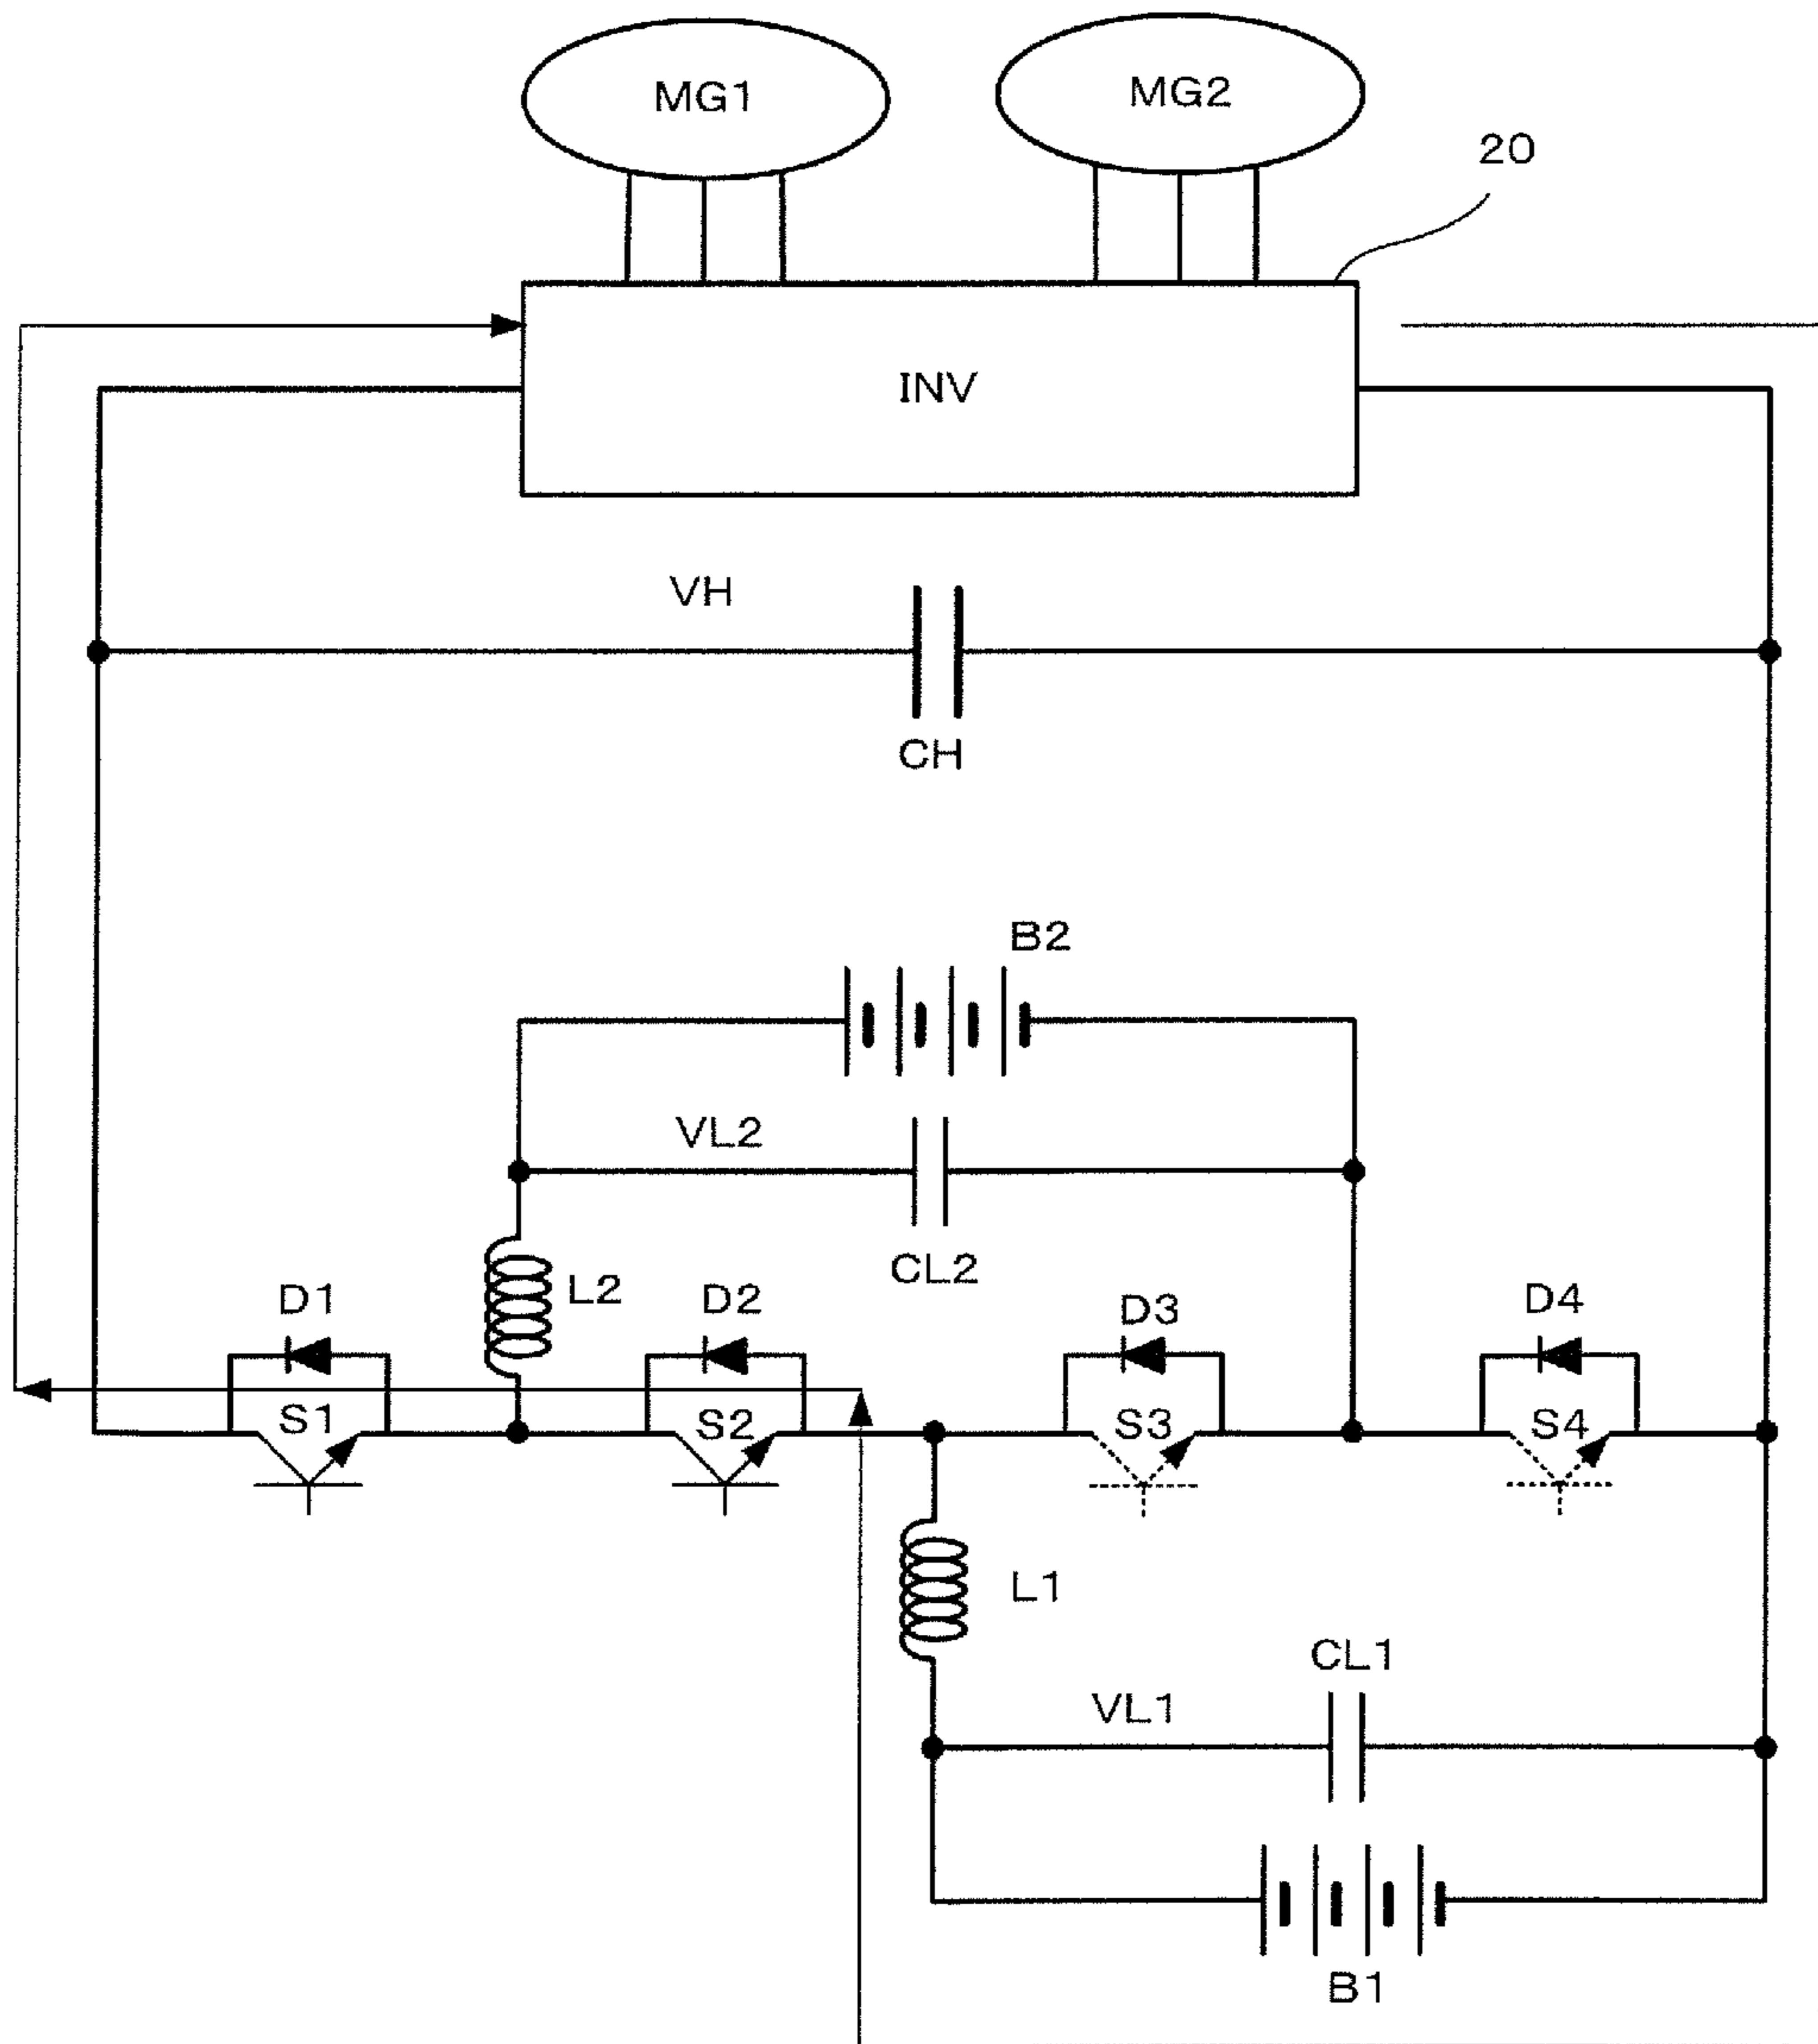 MG1 MG2
20
INV
VH
CH
B2
VL2
CL2
L2
D1 D2 D3 D4
S1 S2 S3 S4
L1
CL1
VL1
B1